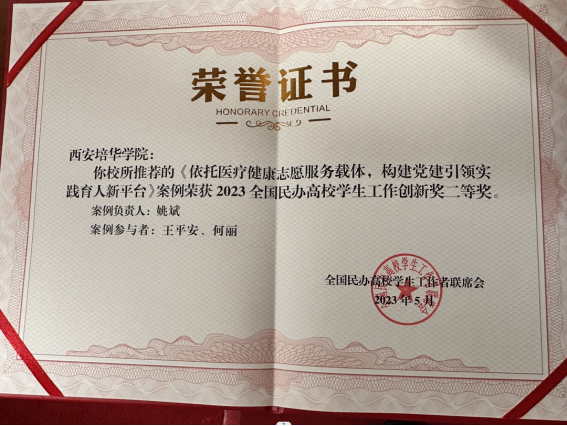 荣誉证书
HONORARY CREDENTIAL
西安培华学院：
你校所推荐的《依托医疗健康志愿服务载体，构建党建引领实
践育人新平台》案例荣获 2023 全国民办高校学生工作创新奖二等奖。
案例负责人：姚斌
案例参与者：王平安、何丽
全国民办高校学生工作者联席会
2023 年 5 月